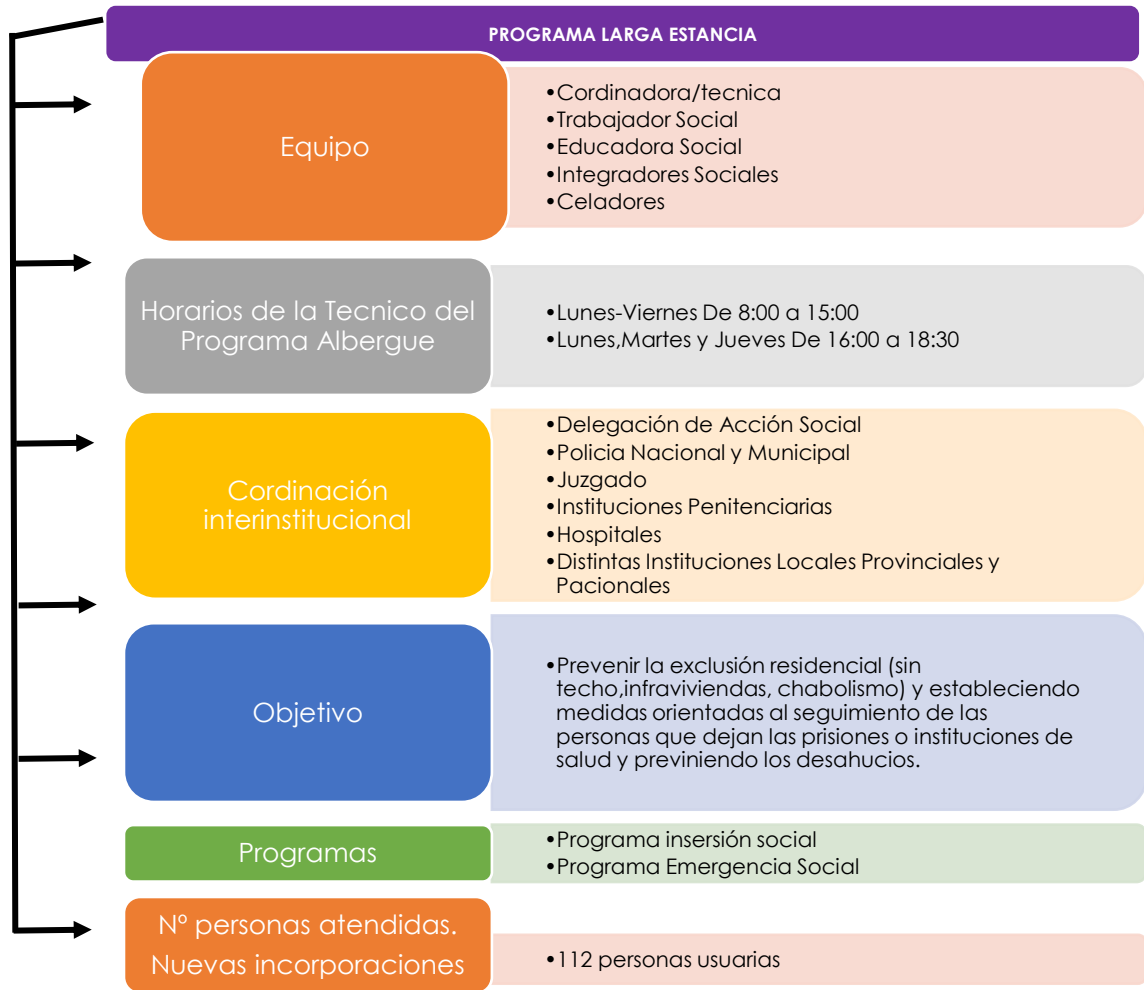 PROGRAMA LARGA ESTANCIA
Equipo
•Cordinadora/tecnica
•Trabajador Social
•Educadora Social
•Integradores Sociales
•Celadores
Horarios de la Tecnico del
Programa Albergue
•Lunes-Viernes De 8:00 a 15:00
•Lunes,Martes y Jueves De 16:00 a 18:30
Cordinación
interinstitucional
•Delegación de Acción Social
•Policia Nacional y Municipal
•Juzgado
•Instituciones Penitenciarias
•Hospitales
•Distintas Instituciones Locales Provinciales y
Pacionales
Objetivo
•Prevenir la exclusión residencial (sin
techo,infraviviendas, chabolismo) y estableciendo
medidas orientadas al seguimiento de las
personas que dejan las prisiones o instituciones de
salud y previniendo los desahucios.
Programas
•Programa insersión social
•Programa Emergencia Social
Nº personas atendidas.
Nuevas incorporaciones
•112 personas usuarias